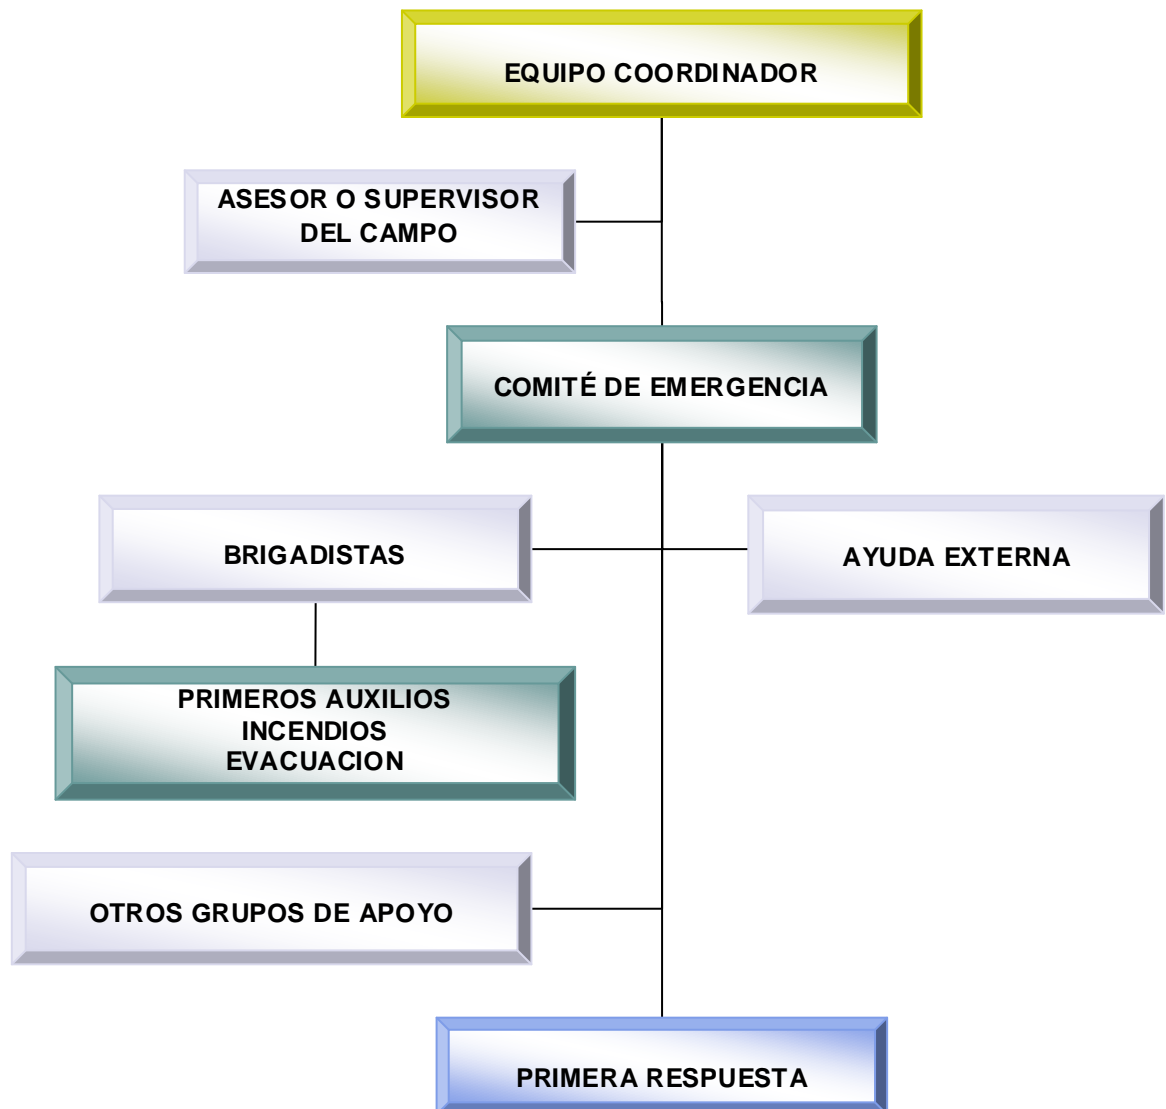 EQUIPO COORDINADOR
ASESOR O SUPERVISOR
DEL CAMPO
COMITÉ DE EMERGENCIA
BRIGADISTAS
AYUDA EXTERNA
PRIMEROS AUXILIOS
INCENDIOS
EVACUACION
OTROS GRUPOS DE APOYO
PRIMERA RESPUESTA